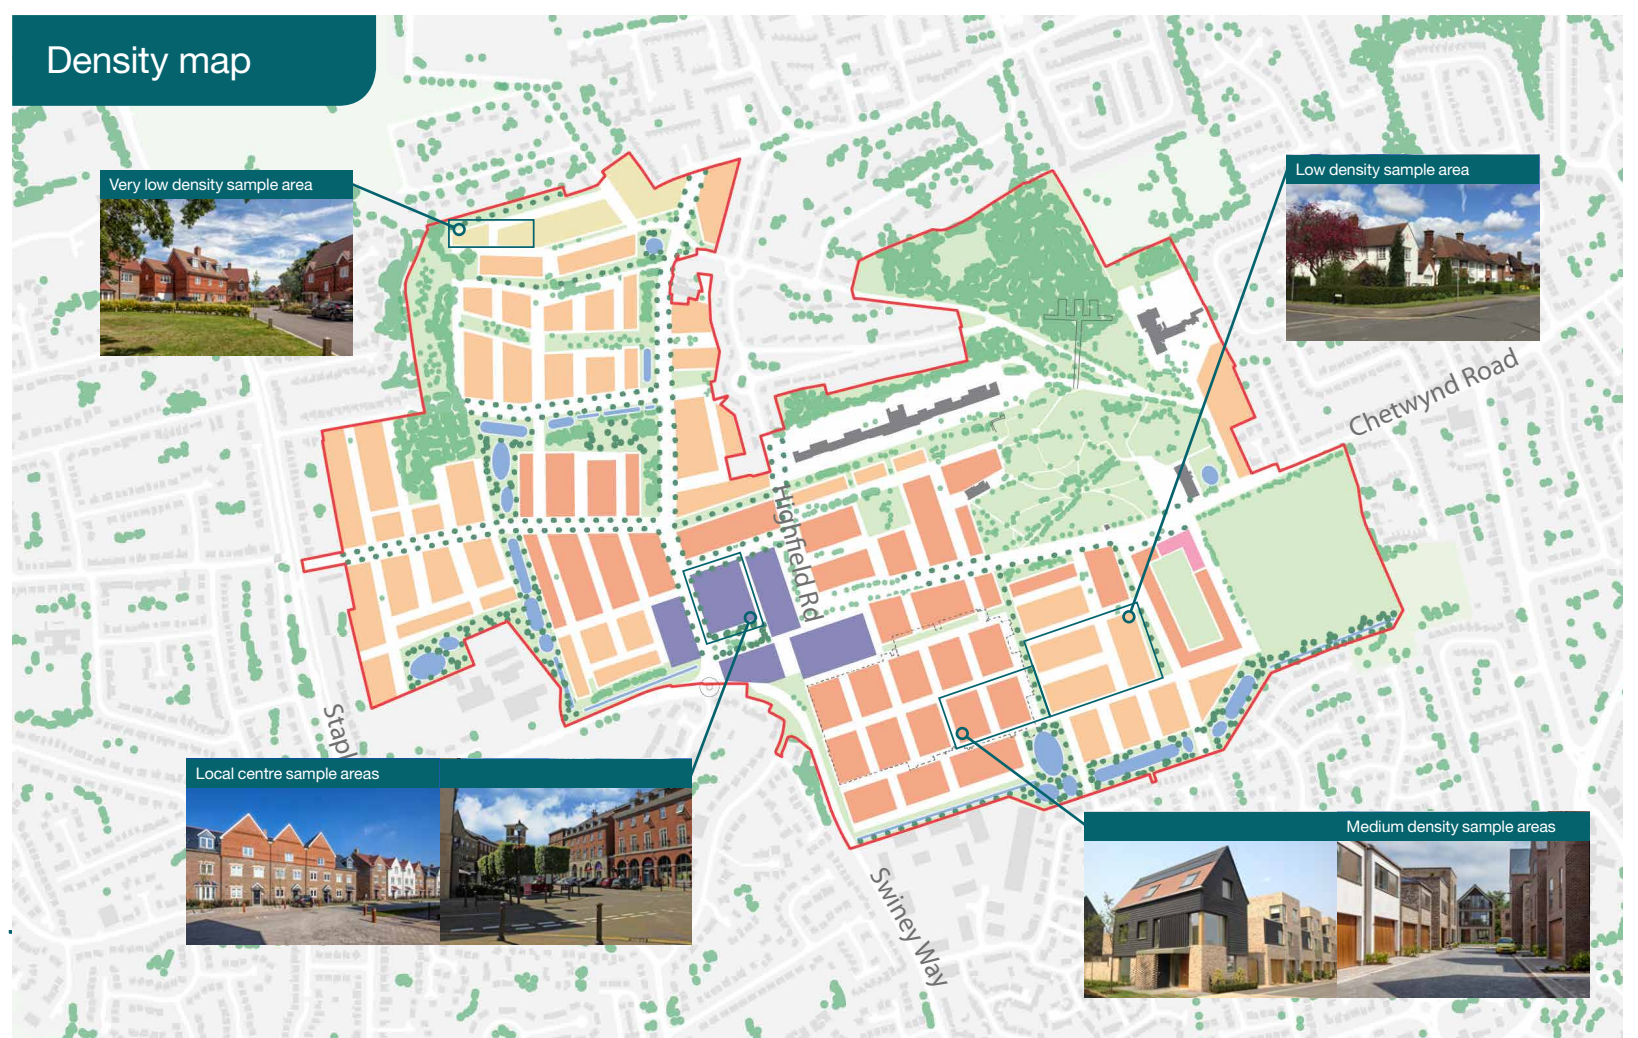 Density map
Very low density sample area
Low density sample area
Chetwynd Road
Highfield Rd
Stapl
Local centre sample areas
Medium density sample areas
Swiney Way